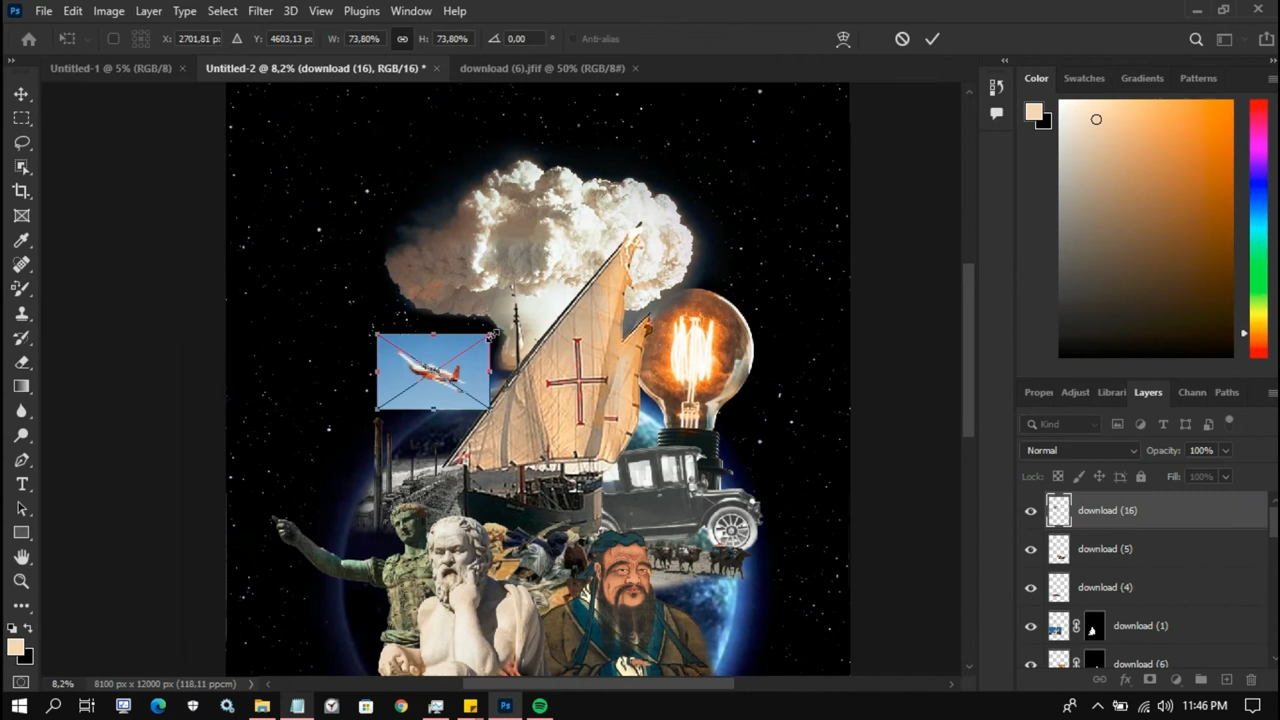 Ps File Edit Image Layer Type Select Filter 3D View Plugins Window Help
X: 2701,81 p: Y: 4603,13 p: W: 73,80% H: 73,80% 0,00 ° Anti-alias
Untitled-1 @ 5% (RGB/8) × Untitled-2 @ 8,2% (download (16), RGB/16) * × download (6).jfif @ 50% (RGB/8#) ×
Color Swatches Gradients Patterns
Proper Adjust Librari Layers Chann Paths
Kind
Normal Opacity: 100%
Lock: Fill: 100%
download (16)
download (5)
download (4)
download (1)
download (6)
8,2% 8100 px x 12000 px (118,11 ppcm)
Ps 11:46 PM